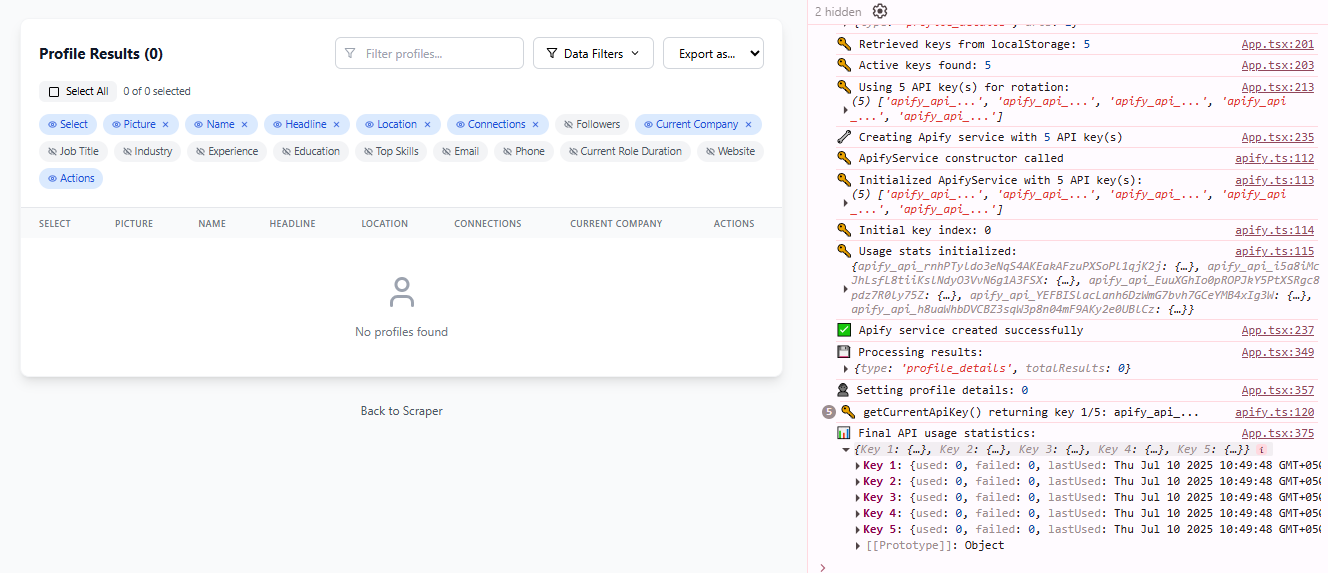 Profile Results (0)
Filter profiles...
Data Filters
Export as...
Select All
0 of 0 selected
Select
Picture ×
Name ×
Headline ×
Location ×
Connections ×
Followers
Current Company ×
Job Title
Industry
Experience
Education
Top Skills
Email
Phone
Current Role Duration
Website
Actions
SELECT PICTURE NAME HEADLINE LOCATION CONNECTIONS CURRENT COMPANY ACTIONS
No profiles found
Back to Scraper
2 hidden
Retrieved keys from localStorage: 5 App.tsx:201
Active keys found: 5 App.tsx:203
Using 5 API key(s) for rotation: App.tsx:213
(5) ['apify_api_...', 'apify_api_...', 'apify_api_...', 'apify_api
_...', 'apify_api_...']
Creating Apify service with 5 API key(s) App.tsx:235
ApifyService constructor called apify.ts:112
Initialized ApifyService with 5 API key(s): apify.ts:113
(5) ['apify_api_...', 'apify_api_...', 'apify_api_...', 'apify_api
_...', 'apify_api_...']
Initial key index: 0 apify.ts:114
Usage stats initialized: apify.ts:115
Apify service created successfully App.tsx:237
Processing results: App.tsx:349
{type: 'profile_details', totalResults: 0}
Setting profile details: 0 App.tsx:357
5 getCurrentApiKey() returning key 1/5: apify_api_... apify.ts:120
Final API usage statistics: App.tsx:375
{Key 1: {…}, Key 2: {…}, Key 3: {…}, Key 4: {…}, Key 5: {…}} i
Key 1: {used: 0, failed: 0, lastUsed: Thu Jul 10 2025 10:49:48 GMT+050
Key 2: {used: 0, failed: 0, lastUsed: Thu Jul 10 2025 10:49:48 GMT+050
Key 3: {used: 0, failed: 0, lastUsed: Thu Jul 10 2025 10:49:48 GMT+050
Key 4: {used: 0, failed: 0, lastUsed: Thu Jul 10 2025 10:49:48 GMT+050
Key 5: {used: 0, failed: 0, lastUsed: Thu Jul 10 2025 10:49:48 GMT+050
[[Prototype]]: Object